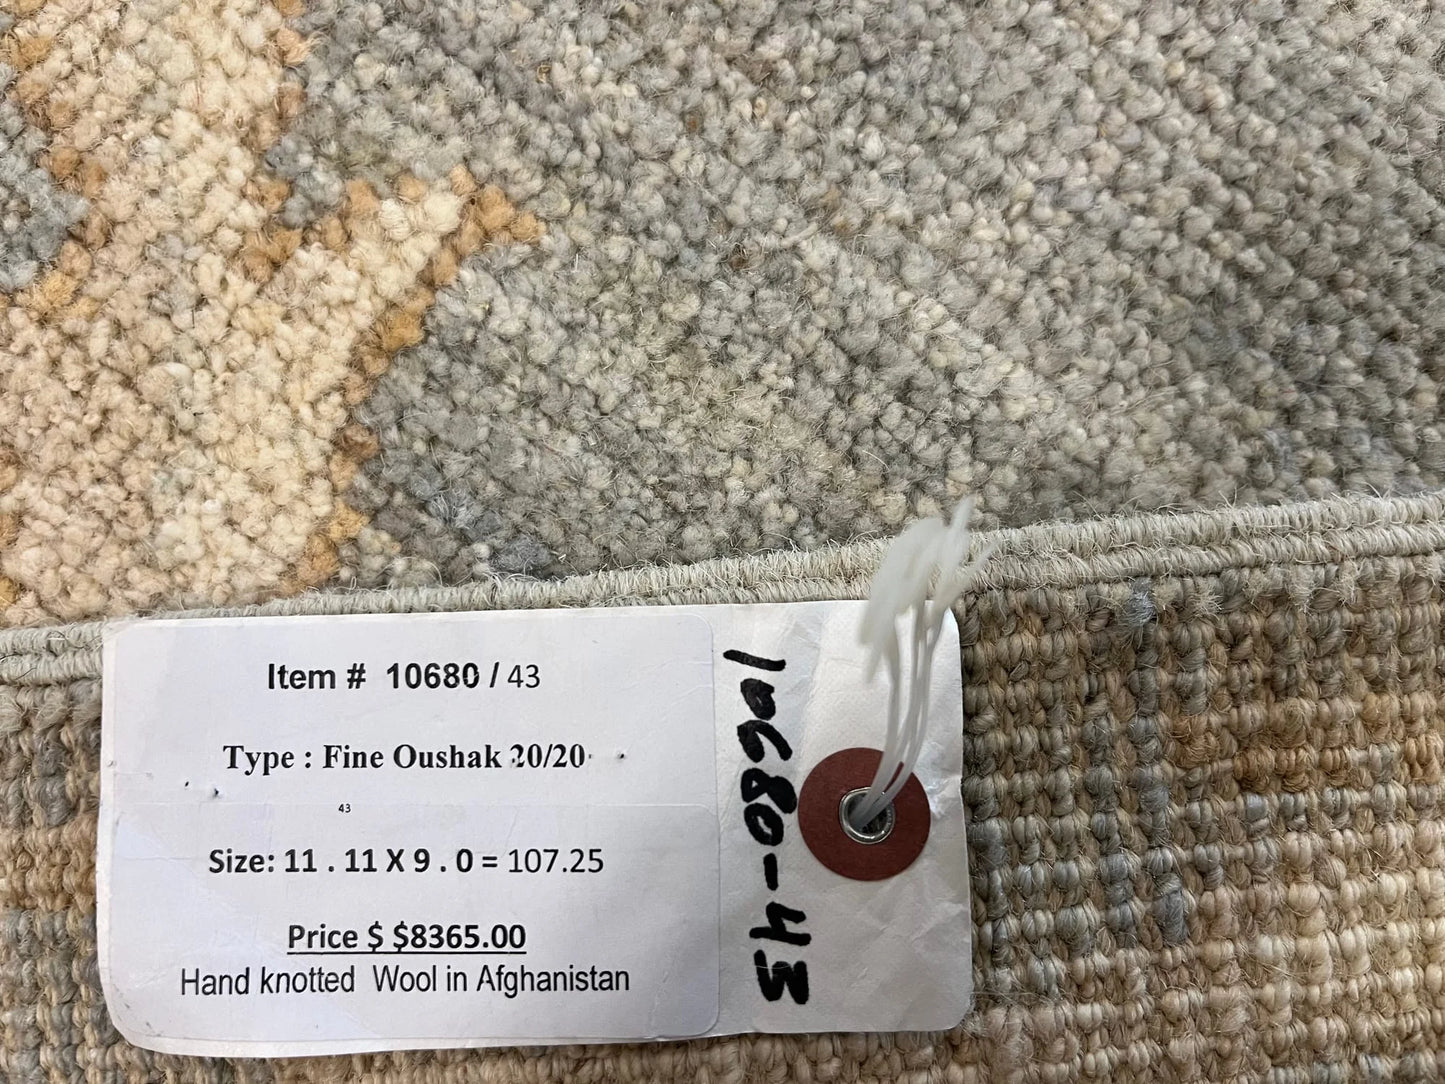 Item # 10680 / 43
Type : Fine Oushak 20/20
43
Size: 11 . 11 X 9 . 0 = 107.25
Price $ $8365.00
Hand knotted Wool in Afghanistan
10680-43